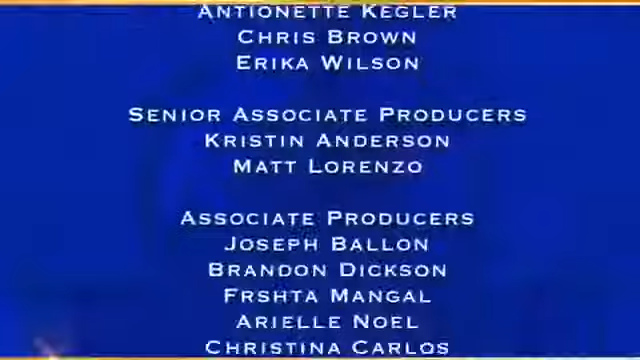 ANTIONETTE KEGLER
CHRIS BROWN
ERIKA WILSON
SENIOR ASSOCIATE PRODUCERS
KRISTIN ANDERSON
MATT LORENZO
ASSOCIATE PRODUCERS
JOSEPH BALLON
BRANDON DICKSON
FRSHTA MANGAL
ARIELLE NOEL
CHRISTINA CARLOS